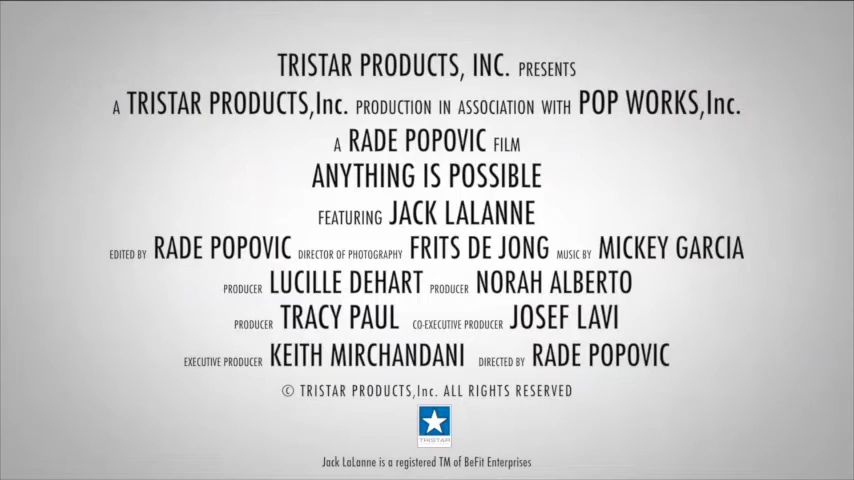 TRISTAR PRODUCTS, INC. PRESENTS
A TRISTAR PRODUCTS,Inc. PRODUCTION IN ASSOCIATION WITH POP WORKS,Inc.
A RADE POPOVIC FILM
ANYTHING IS POSSIBLE
FEATURING JACK LALANNE
EDITED BY RADE POPOVIC DIRECTOR OF PHOTOGRAPHY FRITS DE JONG MUSIC BY MICKEY GARCIA
PRODUCER LUCILLE DEHART PRODUCER NORAH ALBERTO
PRODUCER TRACY PAUL CO-EXECUTIVE PRODUCER JOSEF LAVI
EXECUTIVE PRODUCER KEITH MIRCHANDANI DIRECTED BY RADE POPOVIC
© TRISTAR PRODUCTS,Inc. ALL RIGHTS RESERVED
TRISTAR
Jack LaLanne is a registered TM of BeFit Enterprises